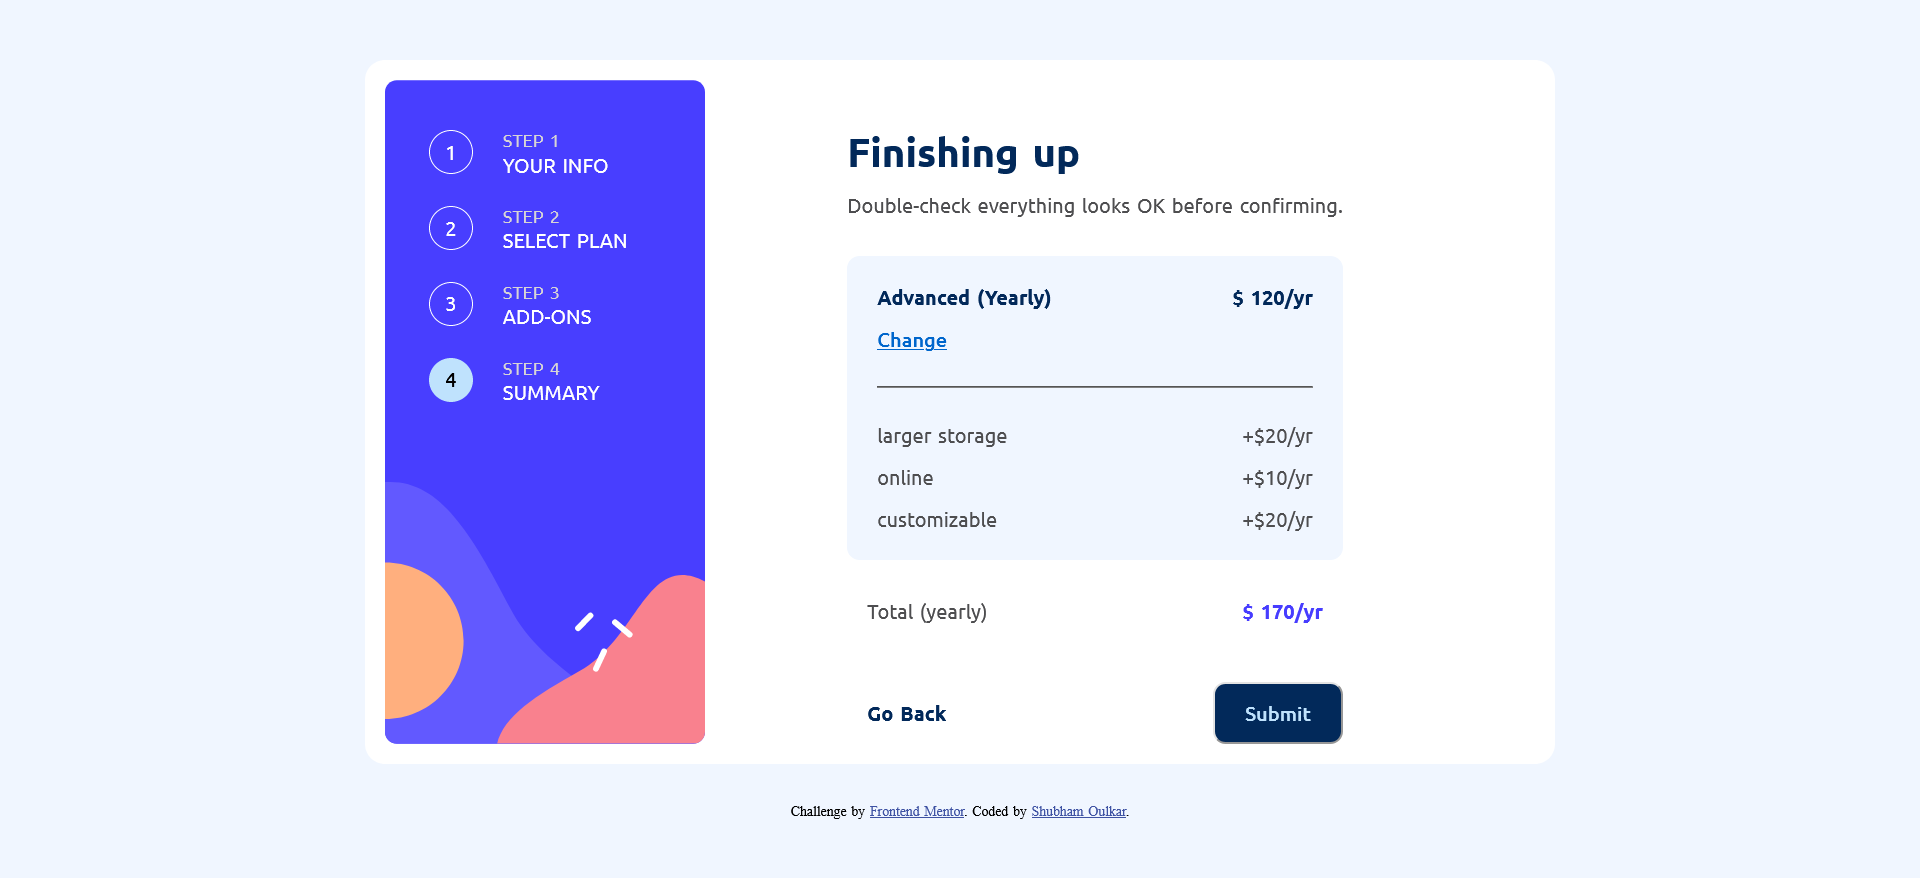 1
STEP 1
YOUR INFO
2
STEP 2
SELECT PLAN
3
STEP 3
ADD-ONS
4
STEP 4
SUMMARY
Finishing up
Double-check everything looks OK before confirming.
Advanced (Yearly) $ 120/yr
Change
larger storage +$20/yr
online +$10/yr
customizable +$20/yr
Total (yearly) $ 170/yr
Go Back Submit
Challenge by Frontend Mentor. Coded by Shubham Oulkar.